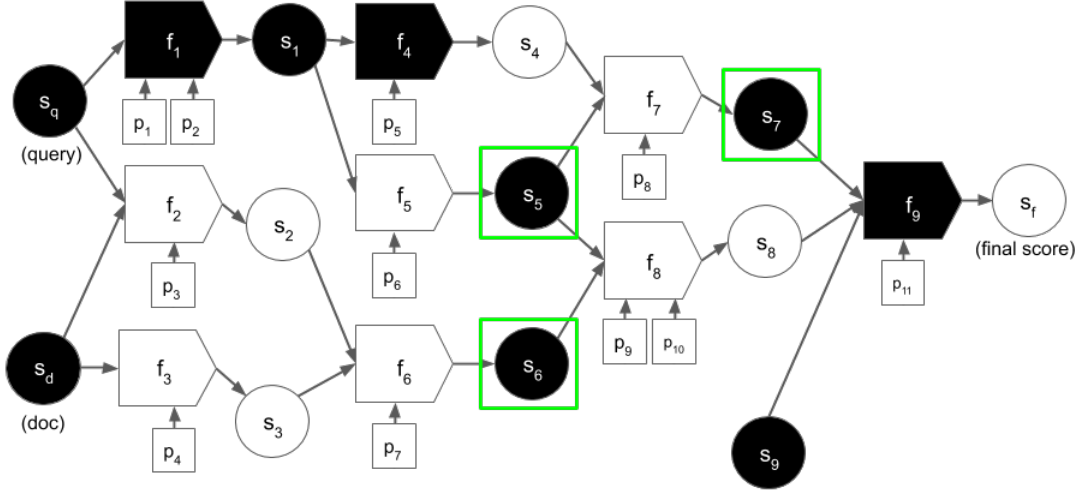 s1
f1
f4
s4
sq
f7
s7
p1
p2
p5
(query)
p8
f2
f5
s5
f9
sf
s2
(final score)
s8
f8
p3
p6
p11
p9
p10
sd
f3
f6
s6
(doc)
s3
p4
p7
s9